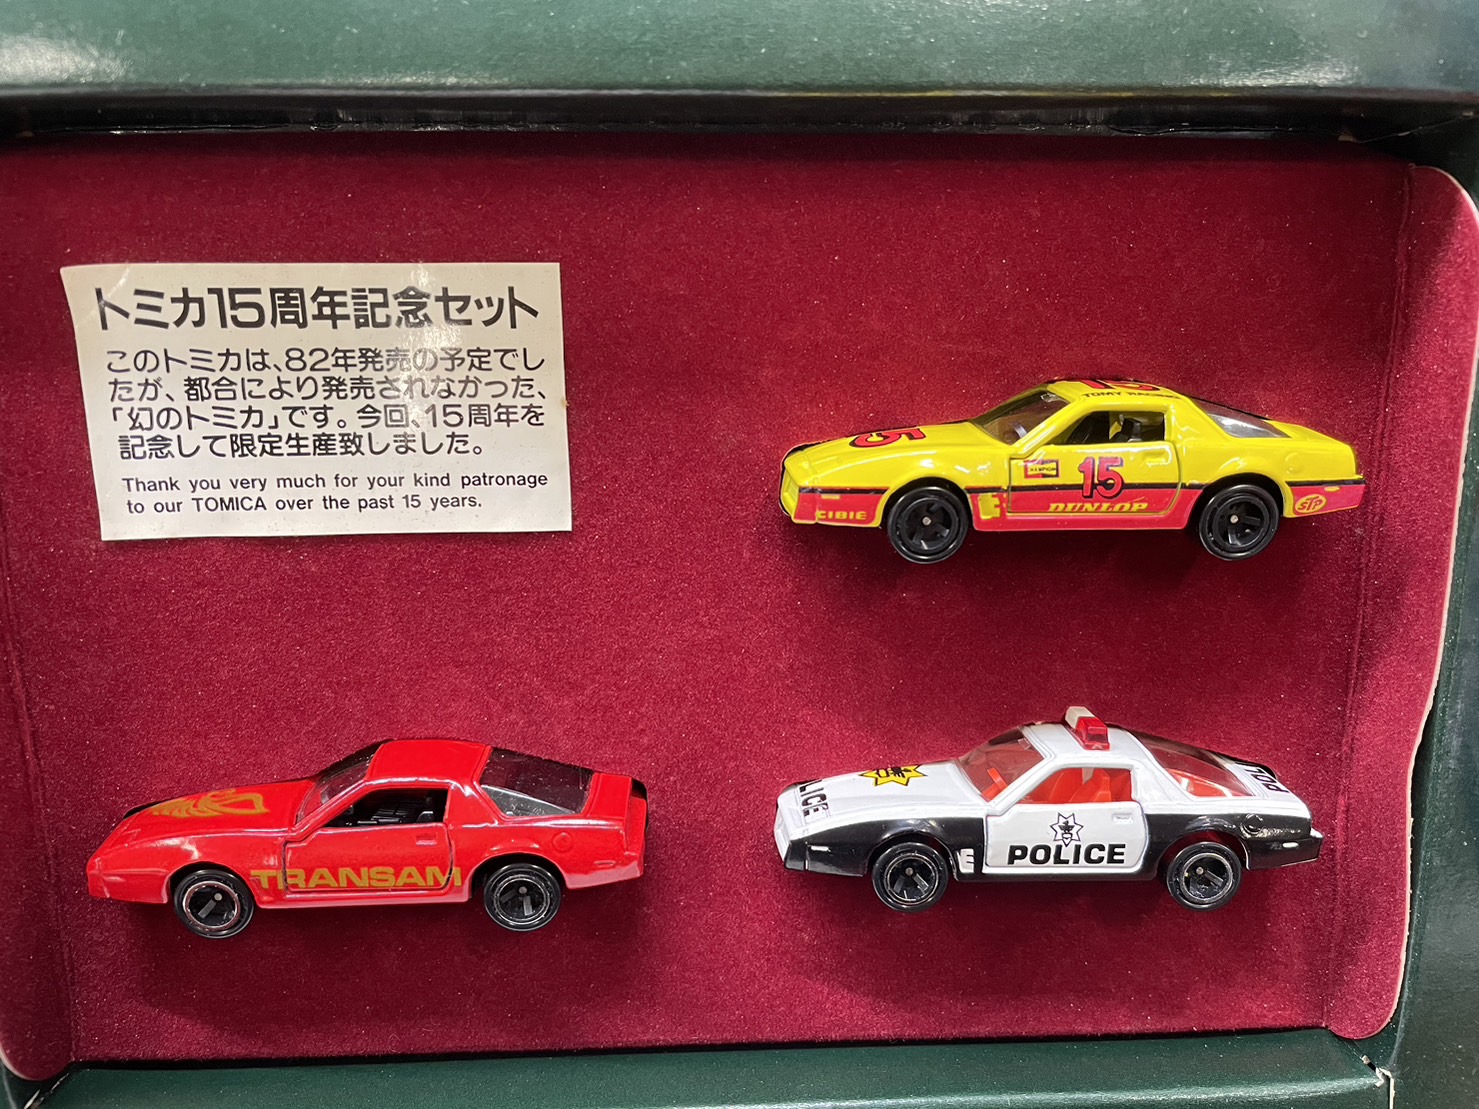 トミカ15周年記念セット
このトミカは、82年発売の予定でし
たが、都合により発売されなかった、
「幻のトミカ」です。今回、15周年を
記念して限定生産致しました。
Thank you very much for your kind patronage
to our TOMICA over the past 15 years.
15
TOMY
15
15
CIBIE
DUNLOP
STP
TRANSAM
POLICE
POLICE